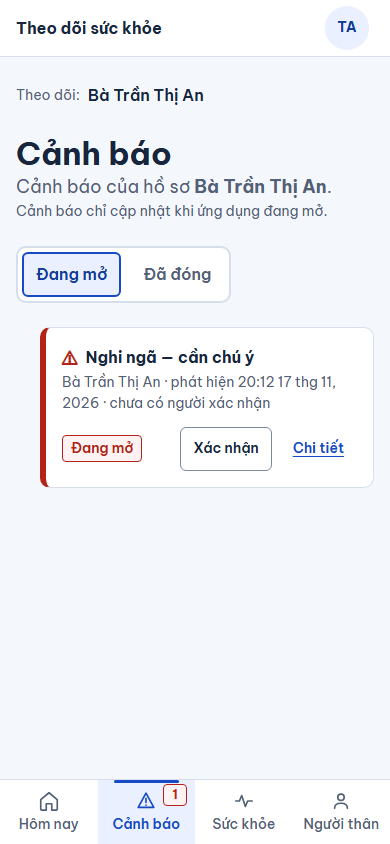 Theo dõi sức khỏe
TA
Theo dõi: Bà Trần Thị An
Cảnh báo
Cảnh báo của hồ sơ Bà Trần Thị An.
Cảnh báo chỉ cập nhật khi ứng dụng đang mở.
Đang mở Đã đóng
Nghi ngã — cần chú ý
Bà Trần Thị An · phát hiện 20:12 17 thg 11,
2026 · chưa có người xác nhận
Đang mở Xác nhận Chi tiết
1
Hôm nay Cảnh báo Sức khỏe Người thân